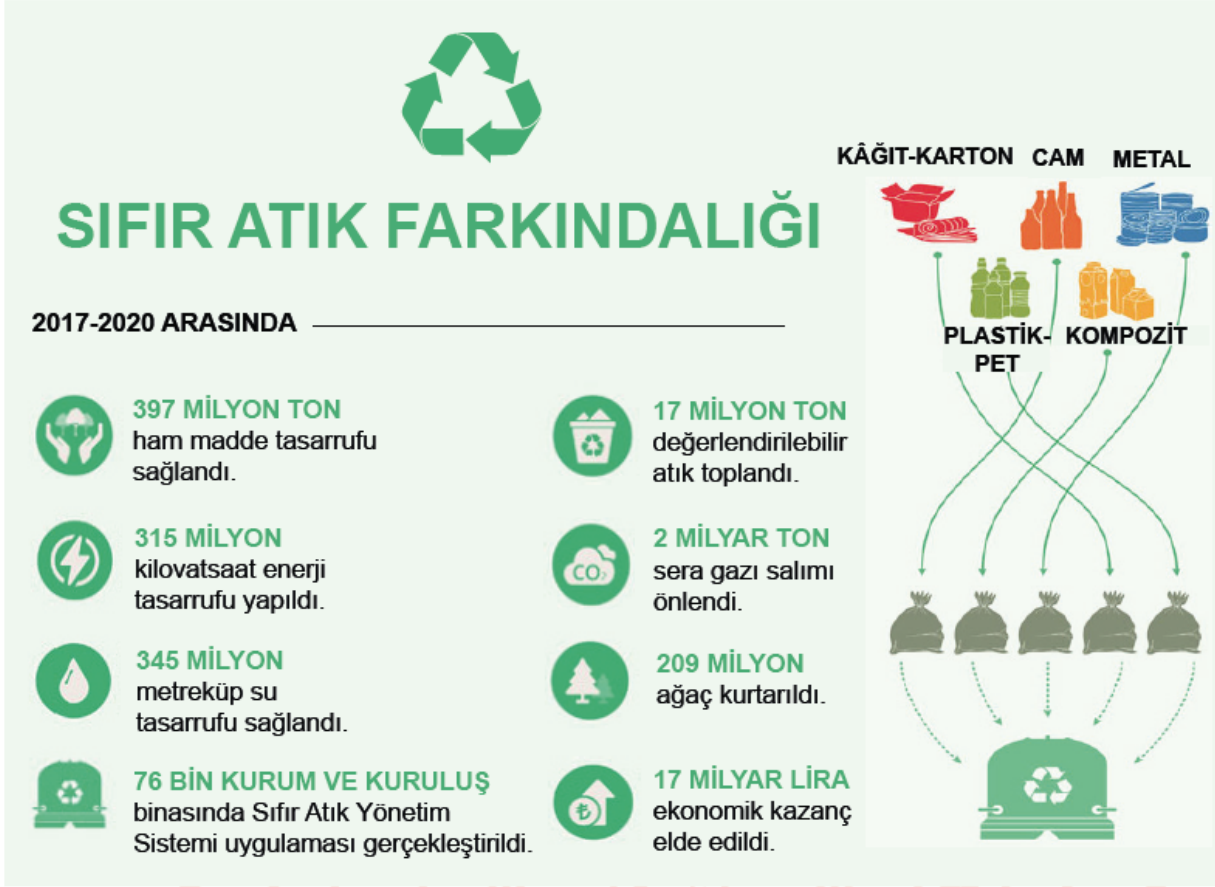 SIFIR ATIK FARKINDALIĞI
2017-2020 ARASINDA
397 MİLYON TON
ham madde tasarrufu
sağlandı.
315 MİLYON
kilovatsaat enerji
tasarrufu yapıldı.
345 MİLYON
metreküp su
tasarrufu sağlandı.
76 BİN KURUM VE KURULUŞ
binasında Sıfır Atık Yönetim
Sistemi uygulaması gerçekleştirildi.
17 MİLYON TON
değerlendirilebilir
atık toplandı.
CO₂
2 MİLYAR TON
sera gazı salımı
önlendi.
209 MİLYON
ağaç kurtarıldı.
₺
17 MİLYAR LİRA
ekonomik kazanç
elde edildi.
KÂĞIT-KARTON CAM METAL
PLASTİK-
PET
KOMPOZİT